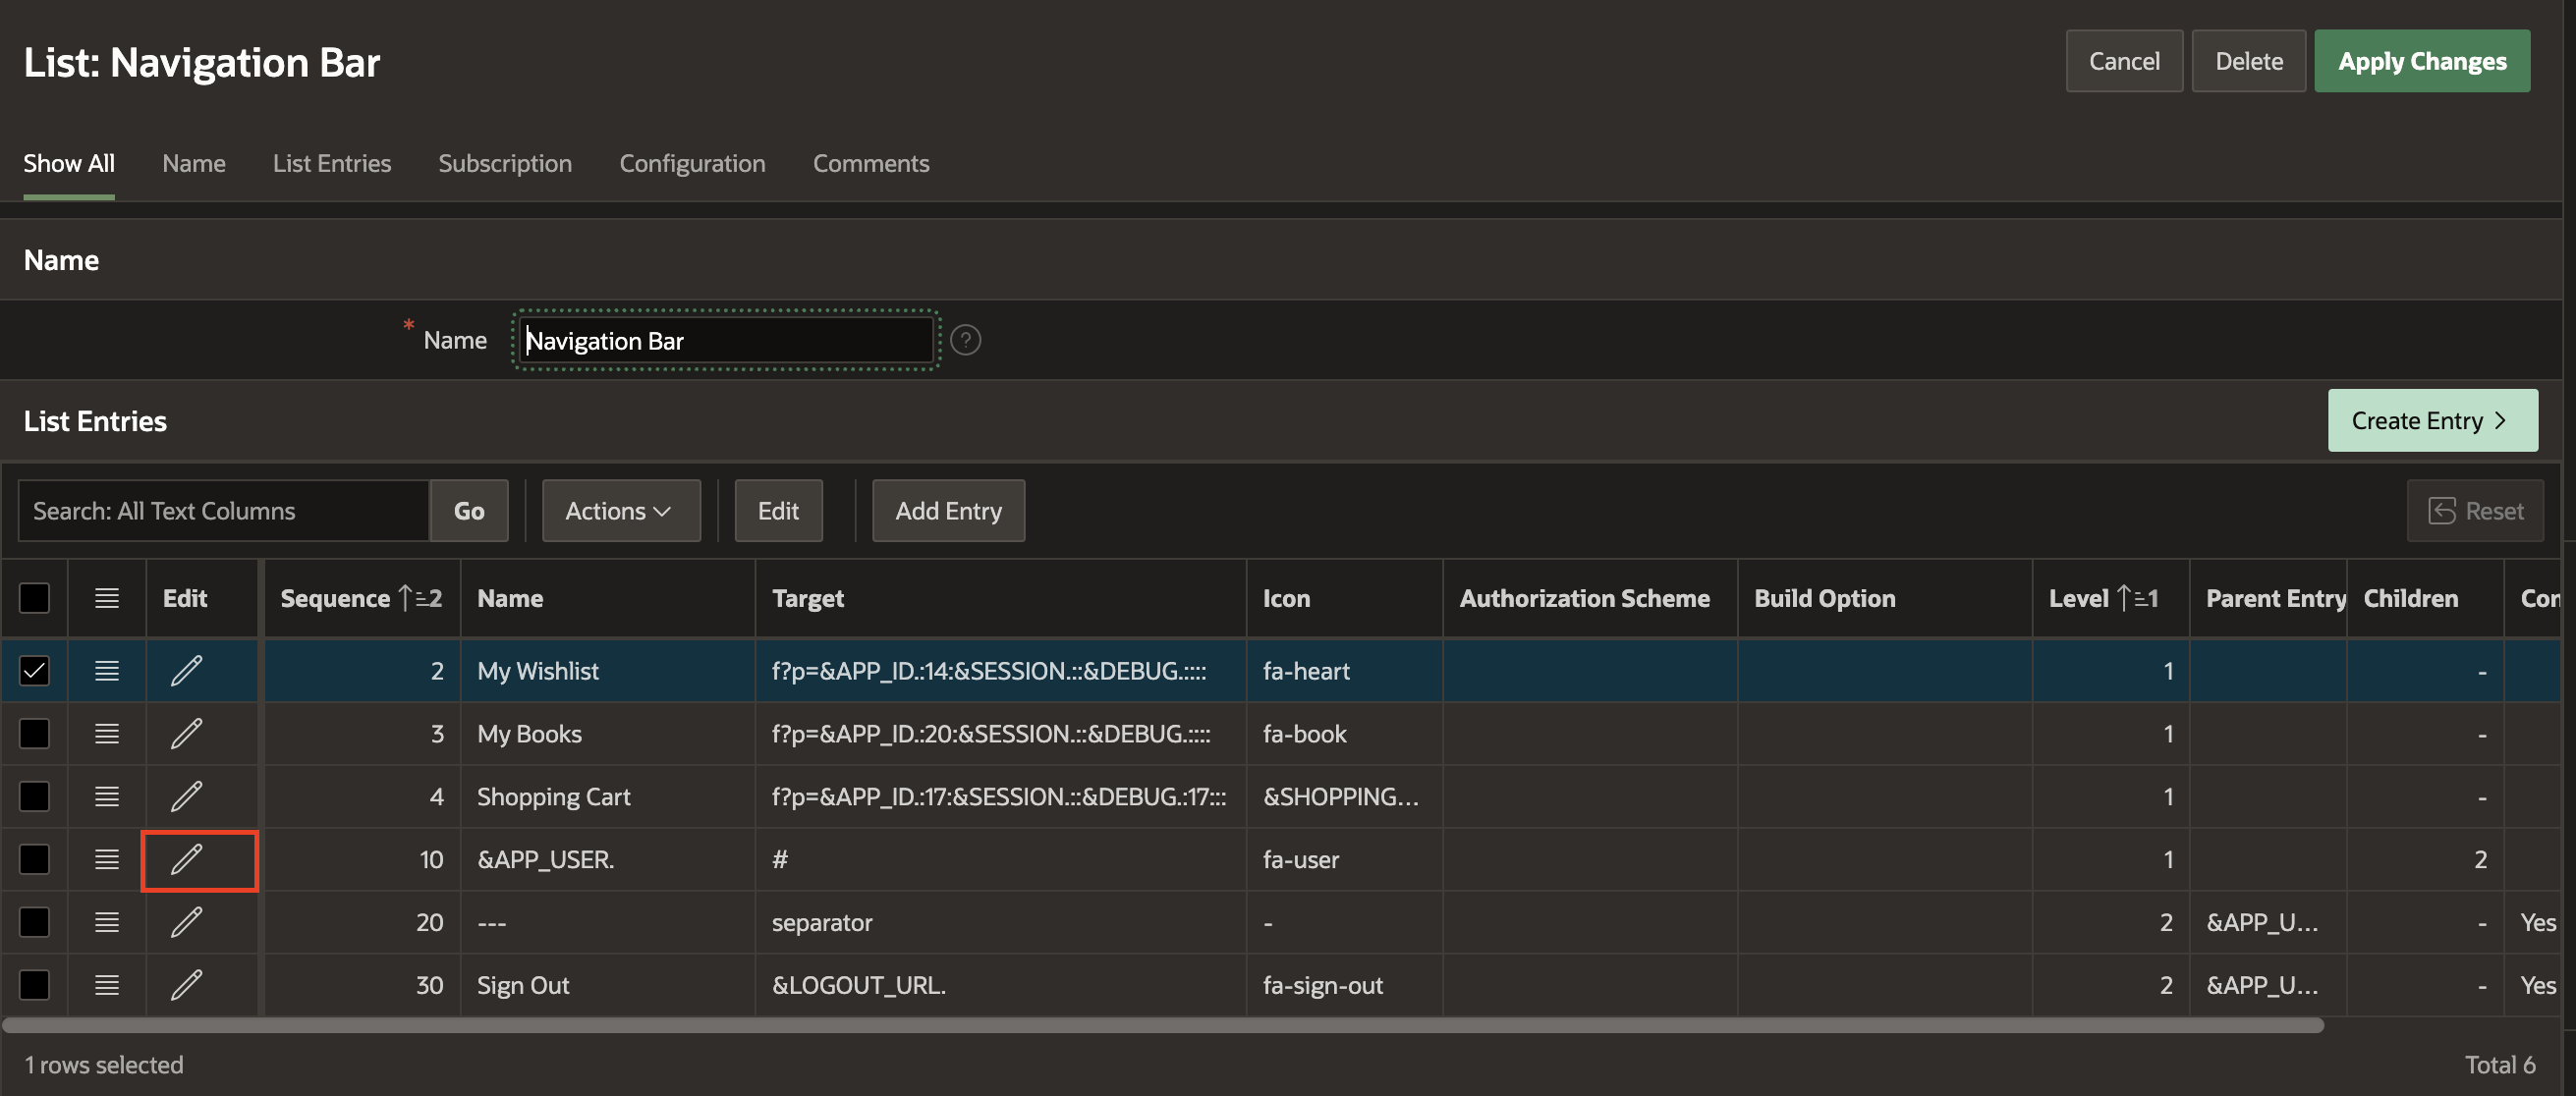 List: Navigation Bar
Cancel Delete Apply Changes
Show All Name List Entries Subscription Configuration Comments
Name
* Name Navigation Bar ?
List Entries
Create Entry >
Search: All Text Columns Go Actions Edit Add Entry Reset
Edit Sequence 2 Name Target Icon Authorization Scheme Build Option Level 1 Parent Entry Children Con
2 My Wishlist f?p=&APP_ID.:14:&SESSION.::&DEBUG.:::: fa-heart 1 -
3 My Books f?p=&APP_ID.:20:&SESSION.::&DEBUG.:::: fa-book 1 -
4 Shopping Cart f?p=&APP_ID.:17:&SESSION.::&DEBUG.:17::: &SHOPPING... 1 -
10 &APP_USER. # fa-user 1 2
20 --- separator - 2 &APP_U... - Yes
30 Sign Out &LOGOUT_URL. fa-sign-out 2 &APP_U... - Yes
1 rows selected Total 6